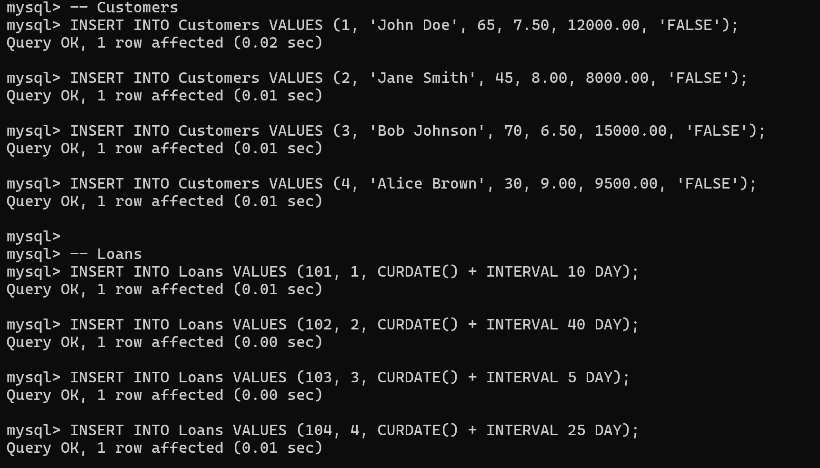 mysql> -- Customers
mysql> INSERT INTO Customers VALUES (1, 'John Doe', 65, 7.50, 12000.00, 'FALSE');
Query OK, 1 row affected (0.02 sec)
mysql> INSERT INTO Customers VALUES (2, 'Jane Smith', 45, 8.00, 8000.00, 'FALSE');
Query OK, 1 row affected (0.01 sec)
mysql> INSERT INTO Customers VALUES (3, 'Bob Johnson', 70, 6.50, 15000.00, 'FALSE');
Query OK, 1 row affected (0.01 sec)
mysql> INSERT INTO Customers VALUES (4, 'Alice Brown', 30, 9.00, 9500.00, 'FALSE');
Query OK, 1 row affected (0.01 sec)
mysql>
mysql> -- Loans
mysql> INSERT INTO Loans VALUES (101, 1, CURDATE() + INTERVAL 10 DAY);
Query OK, 1 row affected (0.01 sec)
mysql> INSERT INTO Loans VALUES (102, 2, CURDATE() + INTERVAL 40 DAY);
Query OK, 1 row affected (0.00 sec)
mysql> INSERT INTO Loans VALUES (103, 3, CURDATE() + INTERVAL 5 DAY);
Query OK, 1 row affected (0.00 sec)
mysql> INSERT INTO Loans VALUES (104, 4, CURDATE() + INTERVAL 25 DAY);
Query OK, 1 row affected (0.01 sec)